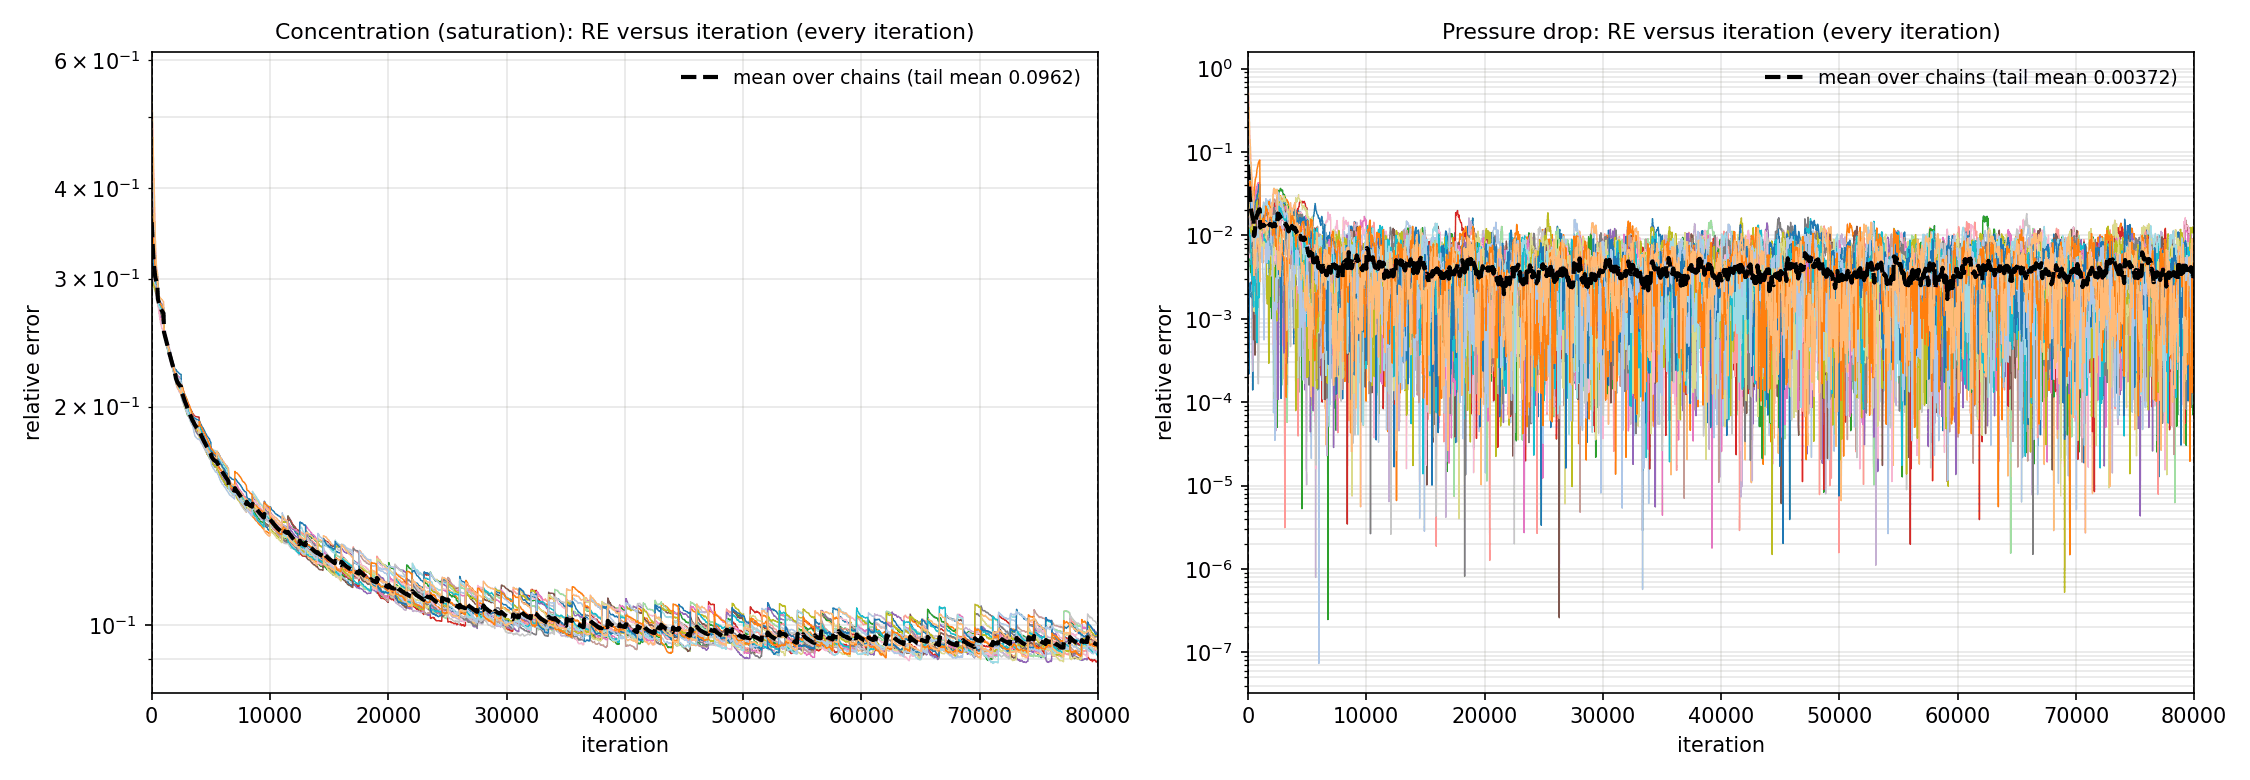 Concentration (saturation): RE versus iteration (every iteration)
mean over chains (tail mean 0.0962)
relative error
6 × 10⁻¹
4 × 10⁻¹
3 × 10⁻¹
2 × 10⁻¹
10⁻¹
0 10000 20000 30000 40000 50000 60000 70000 80000
iteration
Pressure drop: RE versus iteration (every iteration)
mean over chains (tail mean 0.00372)
relative error
10⁰
10⁻¹
10⁻²
10⁻³
10⁻⁴
10⁻⁵
10⁻⁶
10⁻⁷
0 10000 20000 30000 40000 50000 60000 70000 80000
iteration